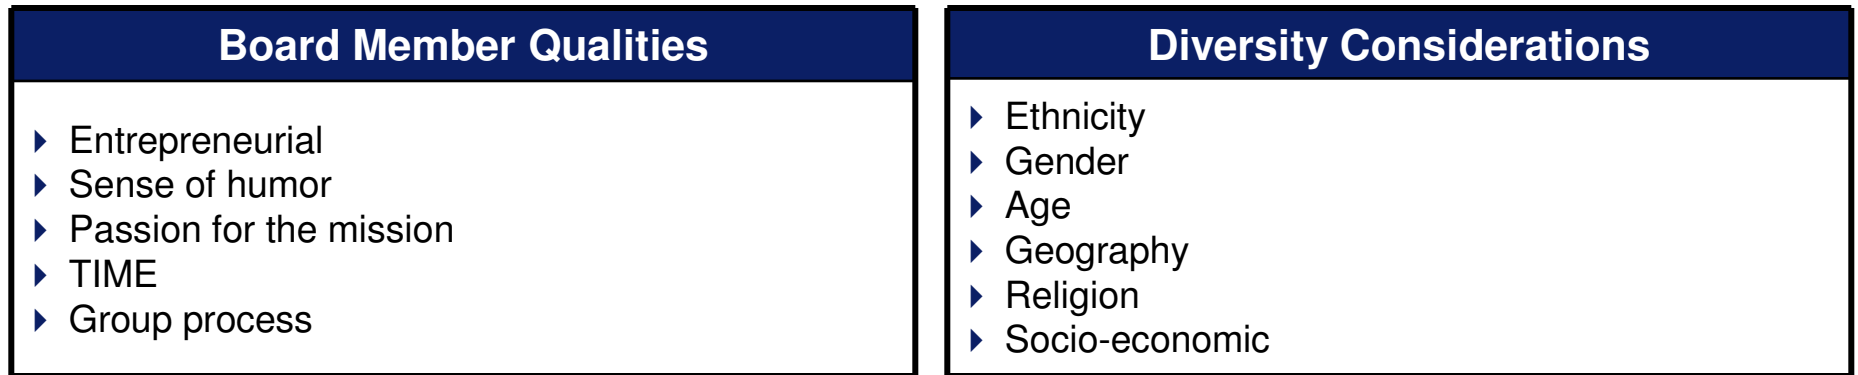 Board Member Qualities
Entrepreneurial
Sense of humor
Passion for the mission
TIME
Group process
Diversity Considerations
Ethnicity
Gender
Age
Geography
Religion
Socio-economic